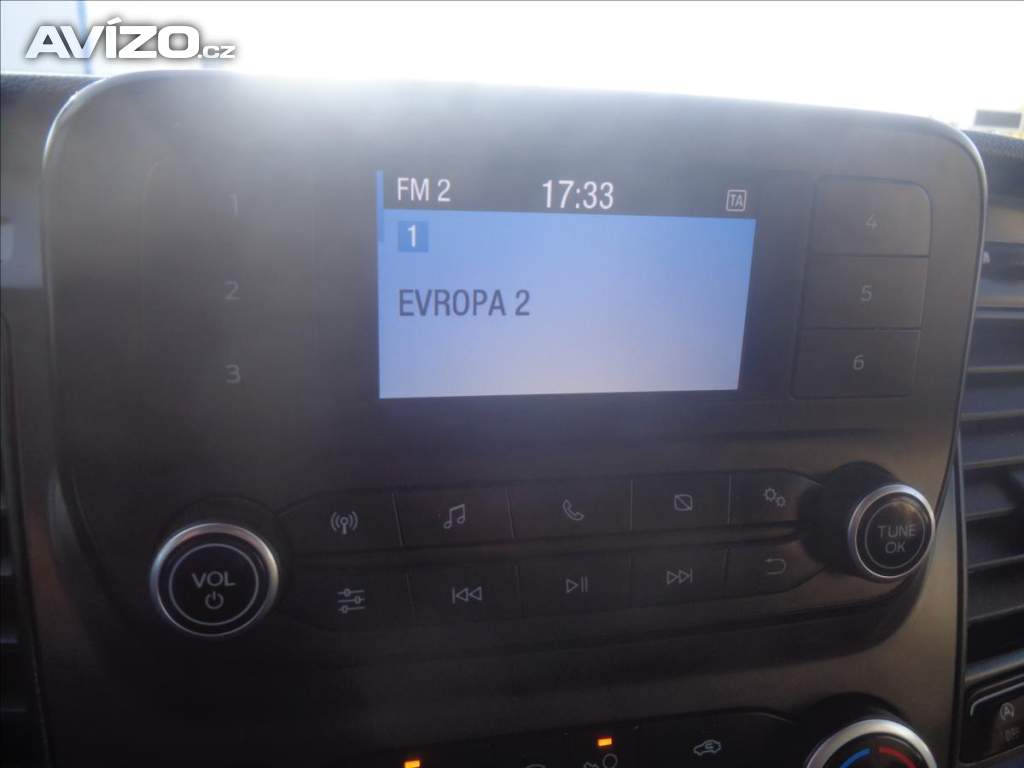 AVÍZO.cz
FM 2 17:33 TA
1
EVROPA 2
1
2
3
4
5
6
VOL
TUNE
OK